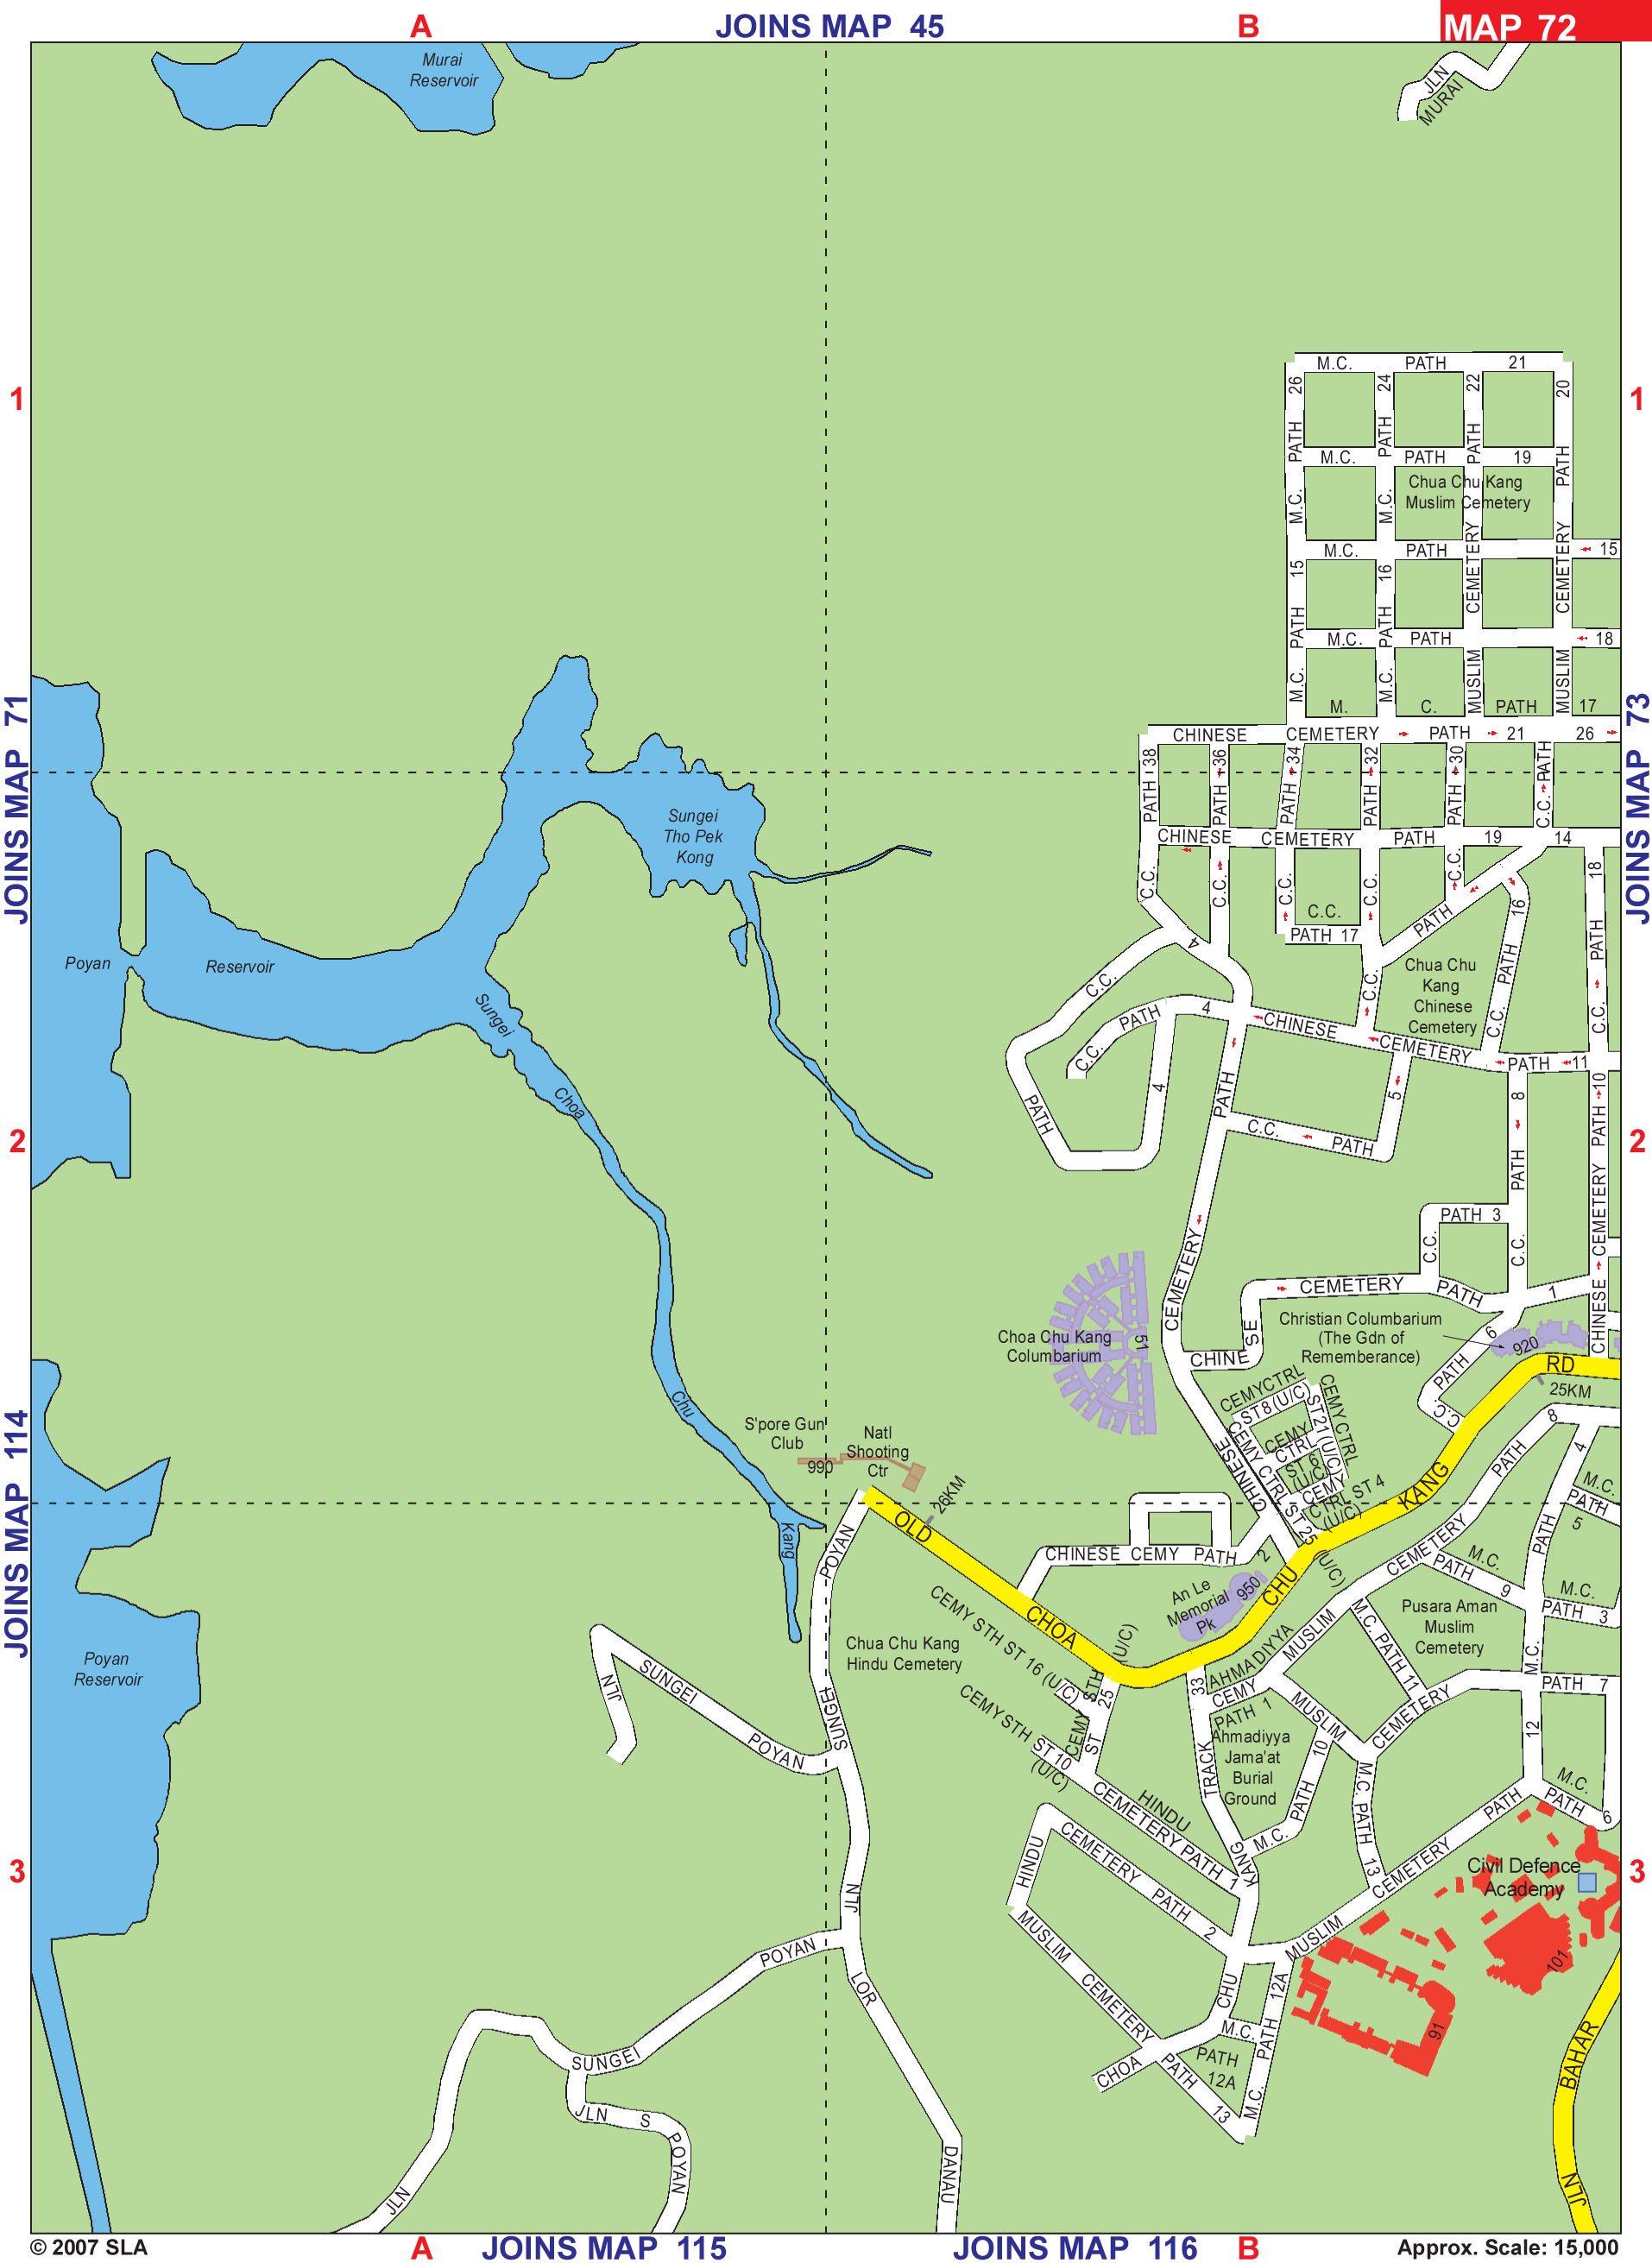 A
JOINS MAP 45
B
MAP 72
Murai
Reservoir
JLN
MURAI
1
1
M.C. PATH 21
M.C. PATH 26
M.C. PATH 24
MUSLIM CEMETERY PATH 22
MUSLIM CEMETERY PATH 20
M.C. PATH 19
Chua Chu Kang
Muslim Cemetery
M.C. PATH 15
M.C. PATH 15
M.C. PATH 16
M.C. PATH 18
M. C. PATH 17
JOINS MAP 71
JOINS MAP 73
CHINESE CEMETERY PATH 21 26
C.C. PATH 38
C.C. PATH 36
C.C. PATH 34
C.C. PATH 32
C.C. PATH 30
C.C. PATH
CHINESE CEMETERY PATH 19 14
Sungei
Tho Pek
Kong
C.C.
PATH 17
PATH
C.C. PATH 16
C.C. PATH 18
Poyan
Reservoir
Chua Chu
Kang
Chinese
Cemetery
4
C.C.
PATH
4
C.C. PATH 4
CHINESE CEMETERY PATH 11
Sungei
Choa
Chu
Kang
2
2
C.C. PATH 5
C.C. PATH 8
CHINESE CEMETERY PATH 10
C.C. PATH 3
CHINESE CEMETERY PATH
CHINESE CEMETERY PATH 1
Christian Columbarium
(The Gdn of
Rememberance)
920
C.C. PATH 6
Choa Chu Kang
Columbarium
51
RD
25KM
CEMYCTRL
ST 8 (U/C)
CEMY CTRL
ST 21 (U/C)
CEMY
CTRL
ST 6
(U/C)
CEMY
CTRL ST 4
(U/C)
CEMY CTRL ST 25
(U/C)
JOINS MAP 114
S'pore Gun
Club
990
Natl
Shooting
Ctr
26KM
OLD CHOA CHU KANG
CHINESE CEMY PATH 2
An Le
Memorial
Pk
950
MUSLIM CEMETERY PATH 8
M.C. PATH 4
M.C.
PATH
5
M.C.
PATH 9
M.C.
PATH 3
Pusara Aman
Muslim
Cemetery
M.C. PATH 11
M.C. PATH 12
Poyan
Reservoir
POYAN
SUNGEI
JLN
JLN SUNGEI POYAN
Chua Chu Kang
Hindu Cemetery
CEMY STH ST 16 (U/C)
CEMY STH
ST 25
(U/C)
CEMY STH
ST 10
(U/C)
AHMADIYYA MUSLIM
CEMY
PATH 1
Ahmadiyya
Jama'at
Burial
Ground
MUSLIM CEMETERY PATH 7
M.C. PATH 10
M.C. PATH 13
M.C.
PATH 6
HINDU
CEMETERY PATH 1
HINDU CEMETERY PATH 2
CHOA CHU KANG TRACK 33
MUSLIM CEMETERY PATH
3
3
Civil Defence
Academy
101
91
MUSLIM CEMETERY PATH 13
M.C. PATH 12A
M.C.
PATH
12A
JLN SUNGEI POYAN
JLN S POYAN
LOR DANAU
JLN BAHAR
© 2007 SLA
A
JOINS MAP 115
JOINS MAP 116
B
Approx. Scale: 15,000